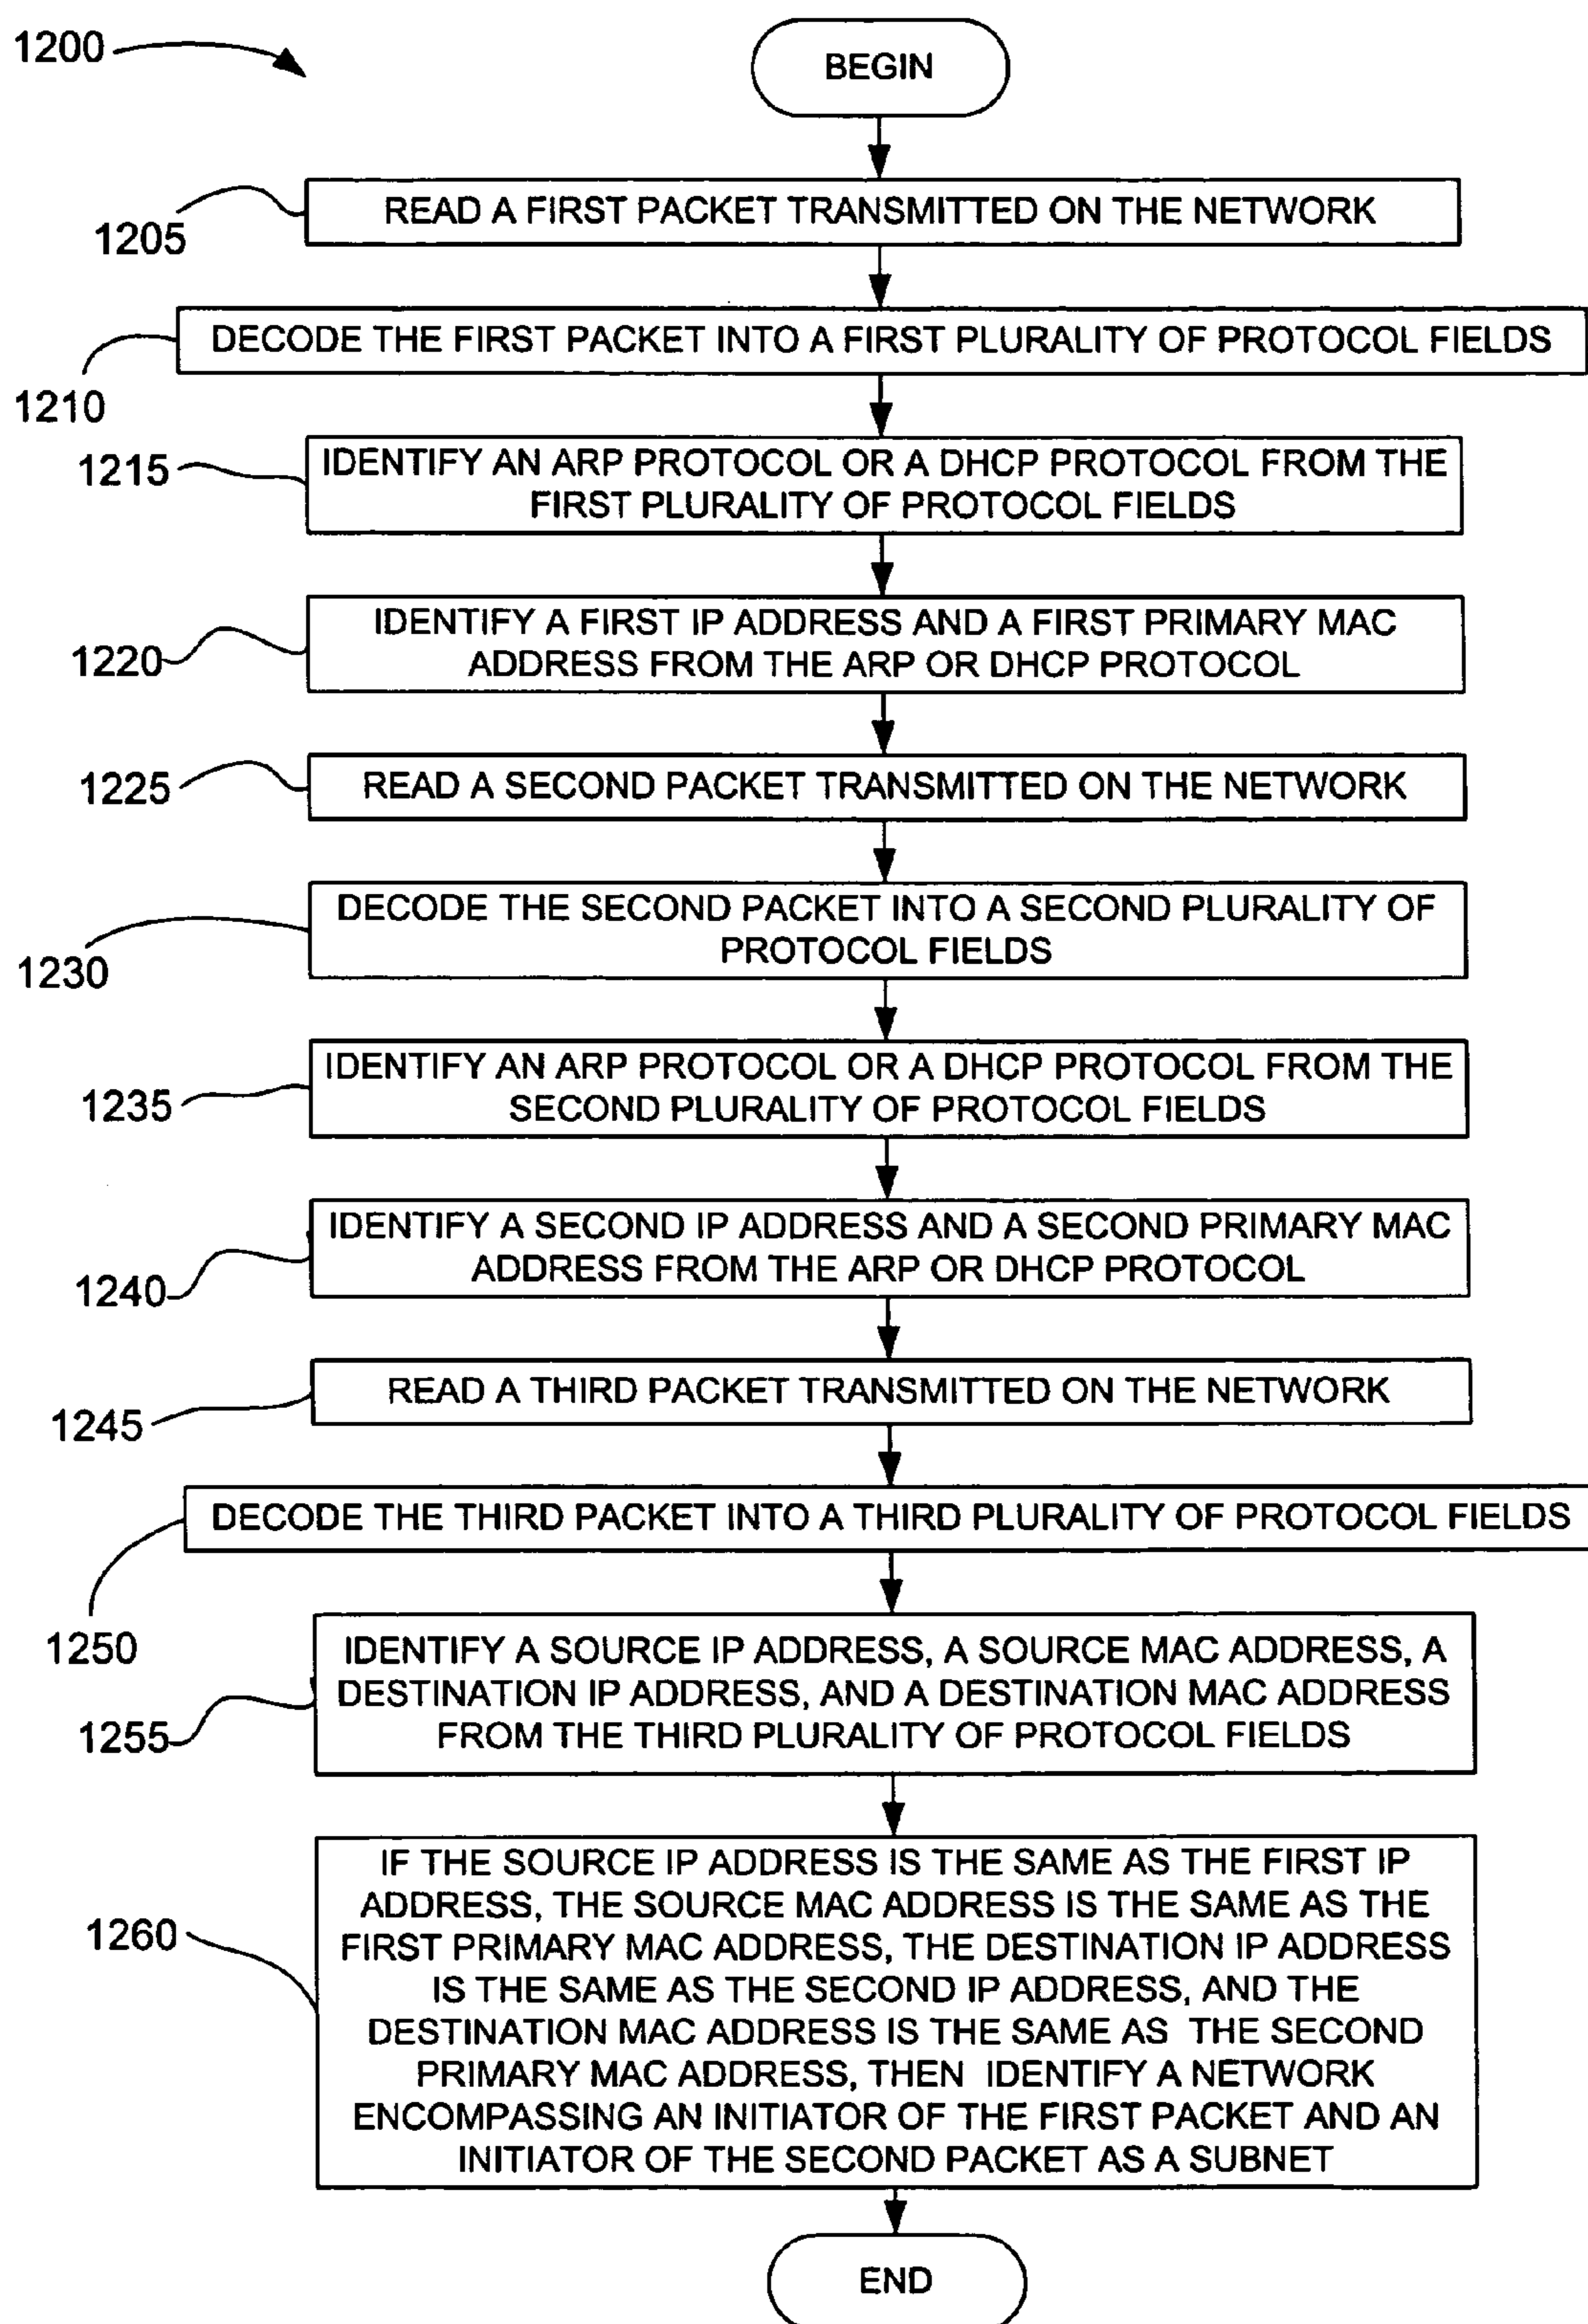 1200
BEGIN
READ A FIRST PACKET TRANSMITTED ON THE NETWORK
1205
DECODE THE FIRST PACKET INTO A FIRST PLURALITY OF PROTOCOL FIELDS
1210
1215
IDENTIFY AN ARP PROTOCOL OR A DHCP PROTOCOL FROM THE
FIRST PLURALITY OF PROTOCOL FIELDS
1220
IDENTIFY A FIRST IP ADDRESS AND A FIRST PRIMARY MAC
ADDRESS FROM THE ARP OR DHCP PROTOCOL
1225
READ A SECOND PACKET TRANSMITTED ON THE NETWORK
DECODE THE SECOND PACKET INTO A SECOND PLURALITY OF
PROTOCOL FIELDS
1230
IDENTIFY AN ARP PROTOCOL OR A DHCP PROTOCOL FROM THE
SECOND PLURALITY OF PROTOCOL FIELDS
1235
IDENTIFY A SECOND IP ADDRESS AND A SECOND PRIMARY MAC
ADDRESS FROM THE ARP OR DHCP PROTOCOL
1240
READ A THIRD PACKET TRANSMITTED ON THE NETWORK
1245
DECODE THE THIRD PACKET INTO A THIRD PLURALITY OF PROTOCOL FIELDS
1250
IDENTIFY A SOURCE IP ADDRESS, A SOURCE MAC ADDRESS, A
DESTINATION IP ADDRESS, AND A DESTINATION MAC ADDRESS
FROM THE THIRD PLURALITY OF PROTOCOL FIELDS
1255
IF THE SOURCE IP ADDRESS IS THE SAME AS THE FIRST IP
ADDRESS, THE SOURCE MAC ADDRESS IS THE SAME AS THE
FIRST PRIMARY MAC ADDRESS, THE DESTINATION IP ADDRESS
IS THE SAME AS THE SECOND IP ADDRESS, AND THE
DESTINATION MAC ADDRESS IS THE SAME AS THE SECOND
PRIMARY MAC ADDRESS, THEN IDENTIFY A NETWORK
ENCOMPASSING AN INITIATOR OF THE FIRST PACKET AND AN
INITIATOR OF THE SECOND PACKET AS A SUBNET
1260
END